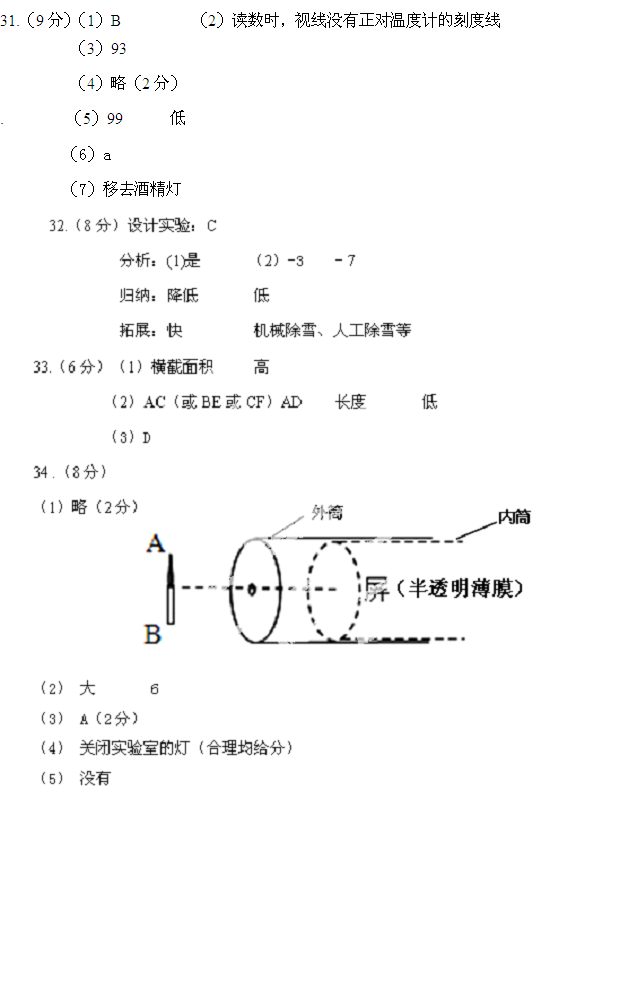 31.（9分）（1）B （2）读数时，视线没有正对温度计的刻度线
（3）93
（4）略（2分）
. （5）99 低
（6）a
（7）移去酒精灯
32.（8分）设计实验：C
分析：(1)是 （2）-3 -7
归纳：降低 低
拓展：快 机械除雪、人工除雪等
33.（6分）（1）横截面积 高
（2）AC（或BE或CF）AD 长度 低
（3）D
34.（8分）
（1）略（2分）
外筒 内筒
A
屏（半透明薄膜）
B
（2） 大 6
（3） A（2分）
（4） 关闭实验室的灯（合理均给分）
（5） 没有